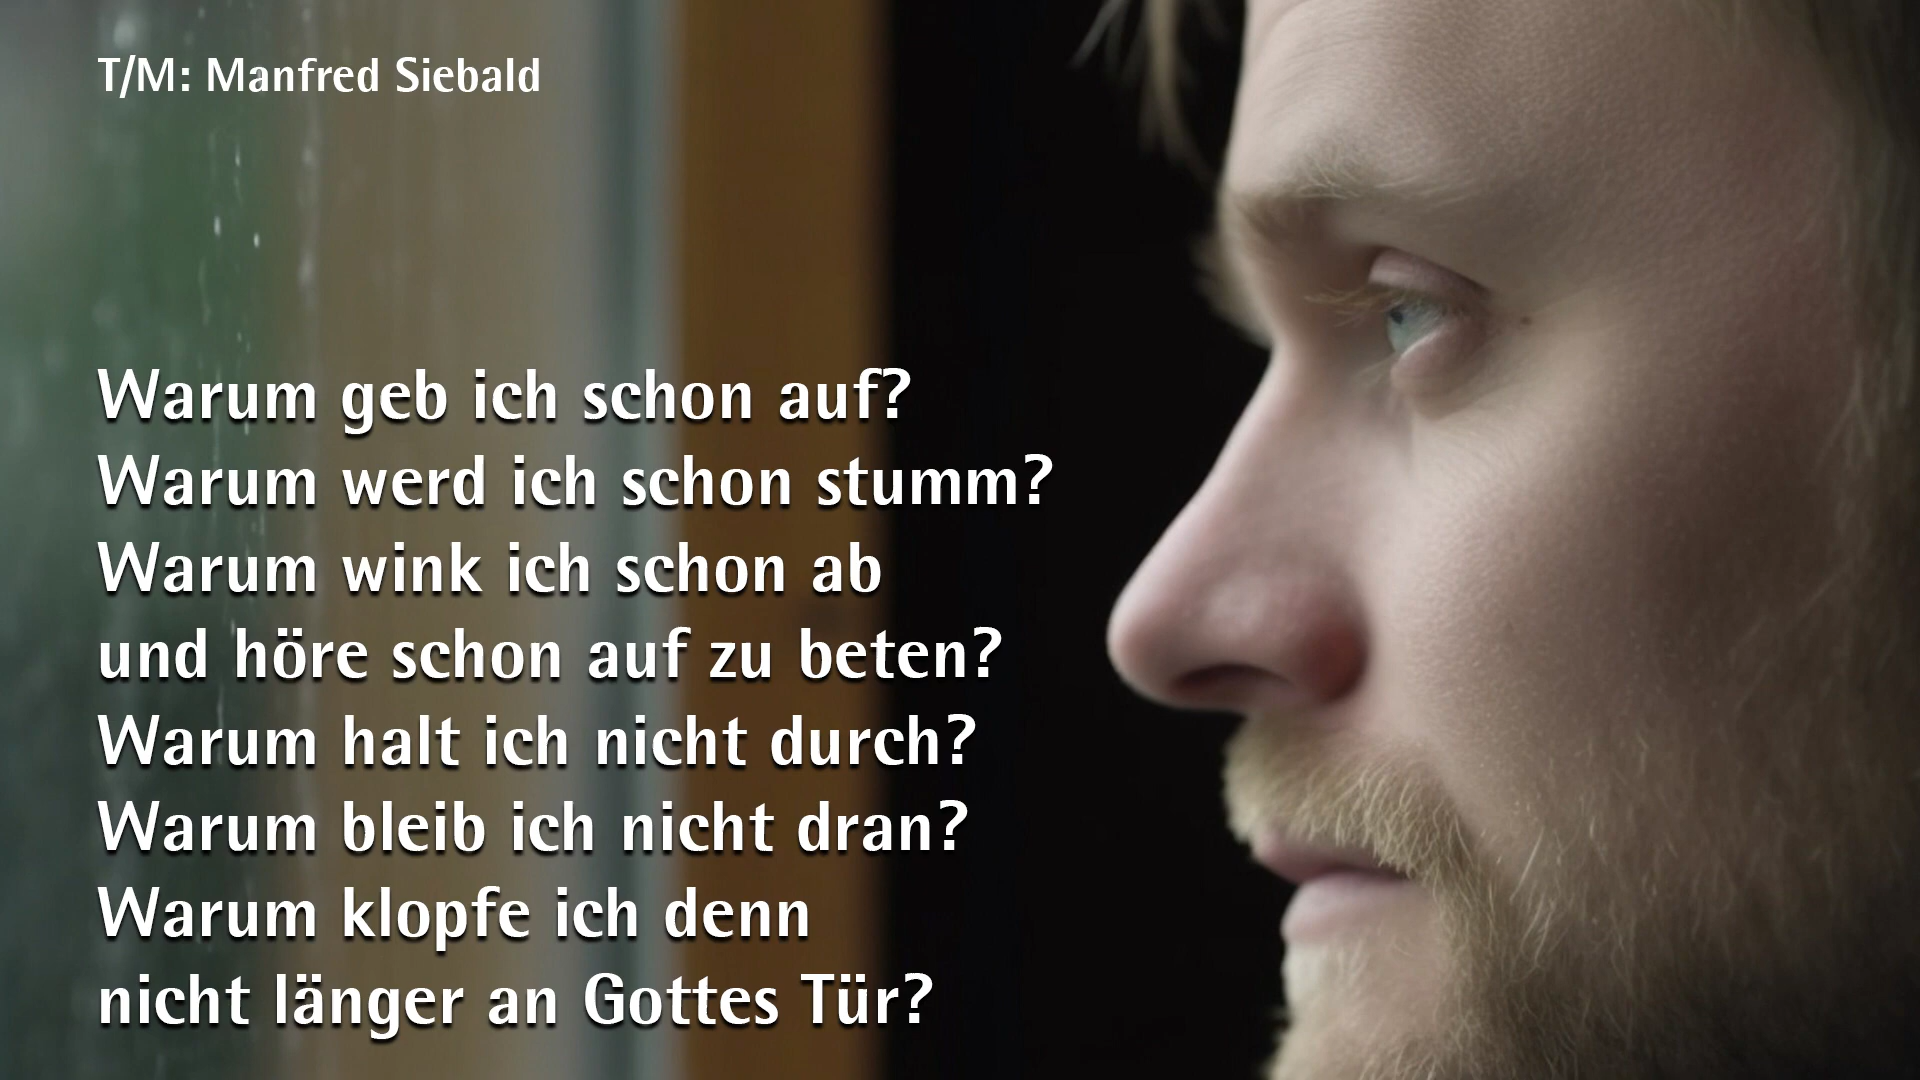 T/M: Manfred Siebald
Warum geb ich schon auf?
Warum werd ich schon stumm?
Warum wink ich schon ab
und höre schon auf zu beten?
Warum halt ich nicht durch?
Warum bleib ich nicht dran?
Warum klopfe ich denn
nicht länger an Gottes Tür?